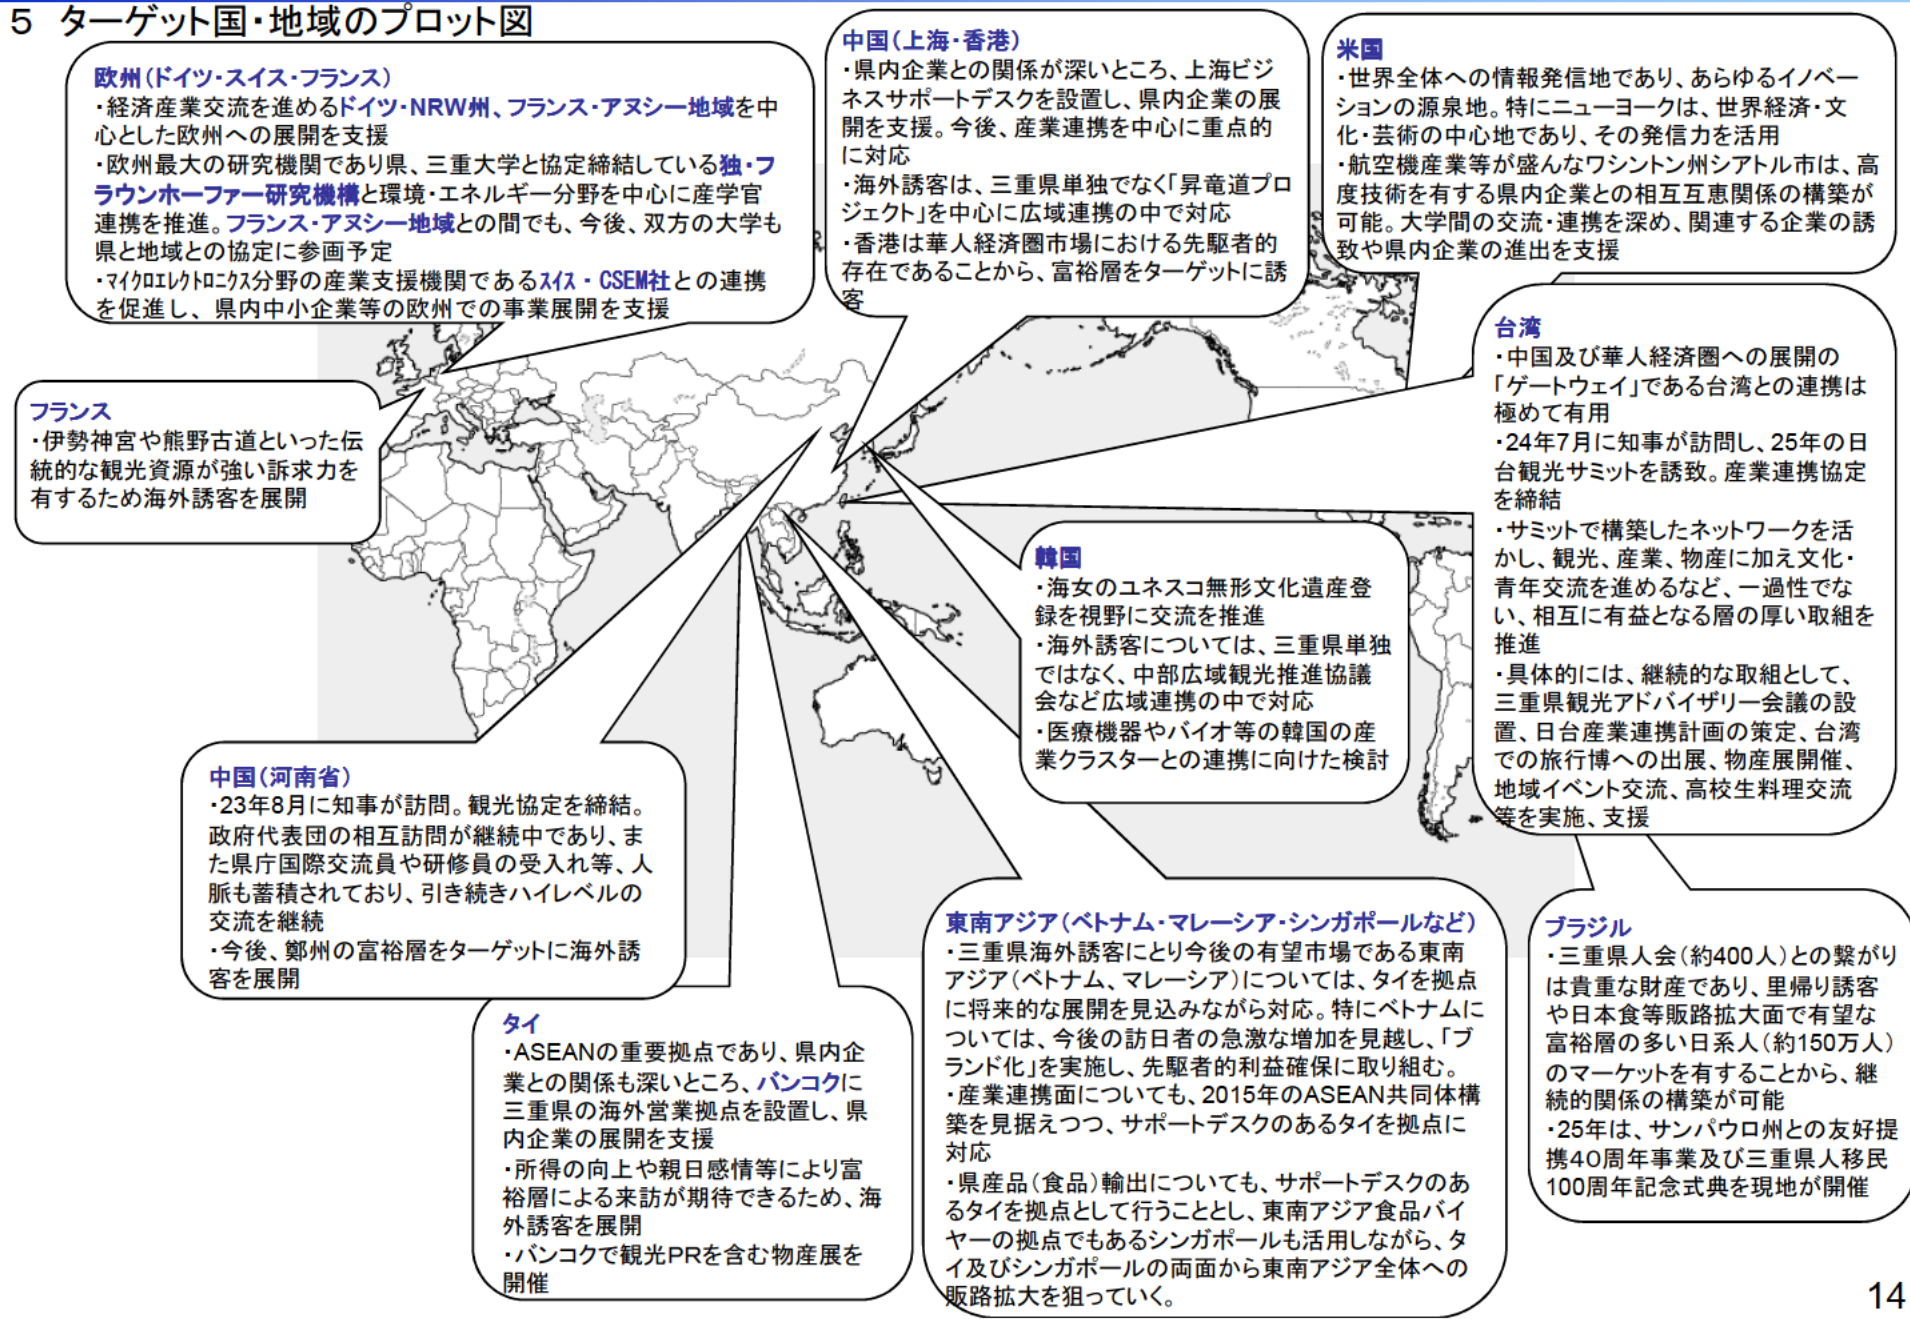 5 ターゲット国・地域のプロット図
欧州(ドイツ・スイス・フランス)
・経済産業交流を進めるドイツ・NRW州、フランス・アヌシー地域を中
心とした欧州への展開を支援
・欧州最大の研究機関であり県、三重大学と協定締結している独・フ
ラウンホーファー研究機構と環境・エネルギー分野を中心に産学官
連携を推進。フランス・アヌシー地域との間でも、今後、双方の大学も
県と地域との協定に参画予定
・マイクロエレクトロニクス分野の産業支援機関であるスイス・CSEM社との連携
を促進し、県内中小企業等の欧州での事業展開を支援
中国(上海・香港)
・県内企業との関係が深いところ、上海ビジ
ネスサポートデスクを設置し、県内企業の展
開を支援。今後、産業連携を中心に重点的
に対応
・海外誘客は、三重県単独でなく「昇竜道プロ
ジェクト」を中心に広域連携の中で対応
・香港は華人経済圏市場における先駆者的
存在であることから、富裕層をターゲットに誘
客
米国
・世界全体への情報発信地であり、あらゆるイノベー
ションの源泉地。特にニューヨークは、世界経済・文
化・芸術の中心地であり、その発信力を活用
・航空機産業等が盛んなワシントン州シアトル市は、高
度技術を有する県内企業との相互互恵関係の構築が
可能。大学間の交流・連携を深め、関連する企業の誘
致や県内企業の進出を支援
フランス
・伊勢神宮や熊野古道といった伝
統的な観光資源が強い訴求力を
有するため海外誘客を展開
台湾
・中国及び華人経済圏への展開の
「ゲートウェイ」である台湾との連携は
極めて有用
・24年7月に知事が訪問し、25年の日
台観光サミットを誘致。産業連携協定
を締結
・サミットで構築したネットワークを活
かし、観光、産業、物産に加え文化・
青年交流を進めるなど、一過性でな
い、相互に有益となる層の厚い取組を
推進
・具体的には、継続的な取組として、
三重県観光アドバイザリー会議の設
置、日台産業連携計画の策定、台湾
での旅行博への出展、物産展開催、
地域イベント交流、高校生料理交流
等を実施、支援
韓国
・海女のユネスコ無形文化遺産登
録を視野に交流を推進
・海外誘客については、三重県単独
ではなく、中部広域観光推進協議
会など広域連携の中で対応
・医療機器やバイオ等の韓国の産
業クラスターとの連携に向けた検討
中国(河南省)
・23年8月に知事が訪問。観光協定を締結。
政府代表団の相互訪問が継続中であり、ま
た県庁国際交流員や研修員の受入れ等、人
脈も蓄積されており、引き続きハイレベルの
交流を継続
・今後、鄭州の富裕層をターゲットに海外誘
客を展開
タイ
・ASEANの重要拠点であり、県内企
業との関係も深いところ、バンコクに
三重県の海外営業拠点を設置し、県
内企業の展開を支援
・所得の向上や親日感情等により富
裕層による来訪が期待できるため、海
外誘客を展開
・バンコクで観光PRを含む物産展を
開催
東南アジア(ベトナム・マレーシア・シンガポールなど)
・三重県海外誘客にとり今後の有望市場である東南
アジア(ベトナム、マレーシア)については、タイを拠点
に将来的な展開を見込みながら対応。特にベトナムに
ついては、今後の訪日者の急激な増加を見越し、「ブ
ランド化」を実施し、先駆者的利益確保に取り組む。
・産業連携面についても、2015年のASEAN共同体構
築を見据えつつ、サポートデスクのあるタイを拠点に
対応
・県産品(食品)輸出についても、サポートデスクのあ
るタイを拠点として行うこととし、東南アジア食品バイ
ヤーの拠点でもあるシンガポールも活用しながら、タ
イ及びシンガポールの両面から東南アジア全体への
販路拡大を狙っていく。
ブラジル
・三重県人会(約400人)との繋がり
は貴重な財産であり、里帰り誘客
や日本食等販路拡大面で有望な
富裕層の多い日系人(約150万人)
のマーケットを有することから、継
続的関係の構築が可能
・25年は、サンパウロ州との友好提
携40周年事業及び三重県人移民
100周年記念式典を現地が開催
14